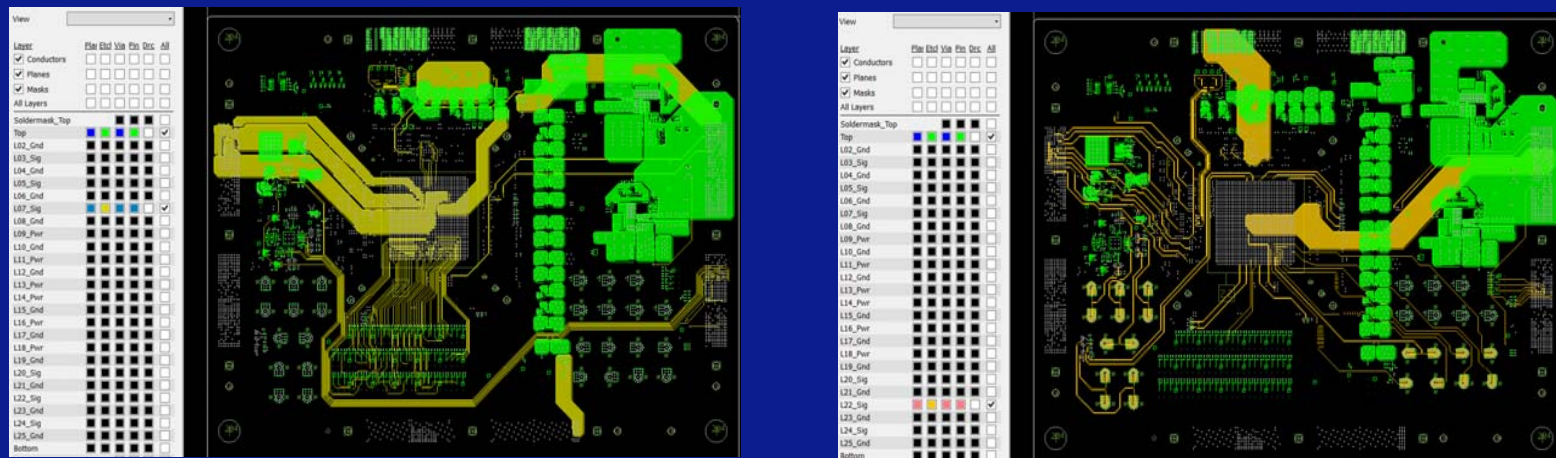 View
Layer Pla Etcl Via Pin Drc All
Conductors
Planes
Masks
All Layers
Soldermask_Top
Top
L02_Gnd
L03_Sig
L04_Gnd
L05_Sig
L06_Gnd
L07_Sig
L08_Gnd
L09_Pwr
L10_Gnd
L11_Pwr
L12_Gnd
L13_Pwr
L14_Pwr
L15_Gnd
L16_Pwr
L17_Gnd
L18_Pwr
L19_Gnd
L20_Sig
L21_Gnd
L22_Sig
L23_Gnd
L24_Sig
L25_Gnd
Bottom
View
Layer Pla Etcl Via Pin Drc All
Conductors
Planes
Masks
All Layers
Soldermask_Top
Top
L02_Gnd
L03_Sig
L04_Gnd
L05_Sig
L06_Gnd
L07_Sig
L08_Gnd
L09_Pwr
L10_Gnd
L11_Pwr
L12_Gnd
L13_Pwr
L14_Pwr
L15_Gnd
L16_Pwr
L17_Gnd
L18_Pwr
L19_Gnd
L20_Sig
L21_Gnd
L22_Sig
L23_Gnd
L24_Sig
L25_Gnd
Bottom